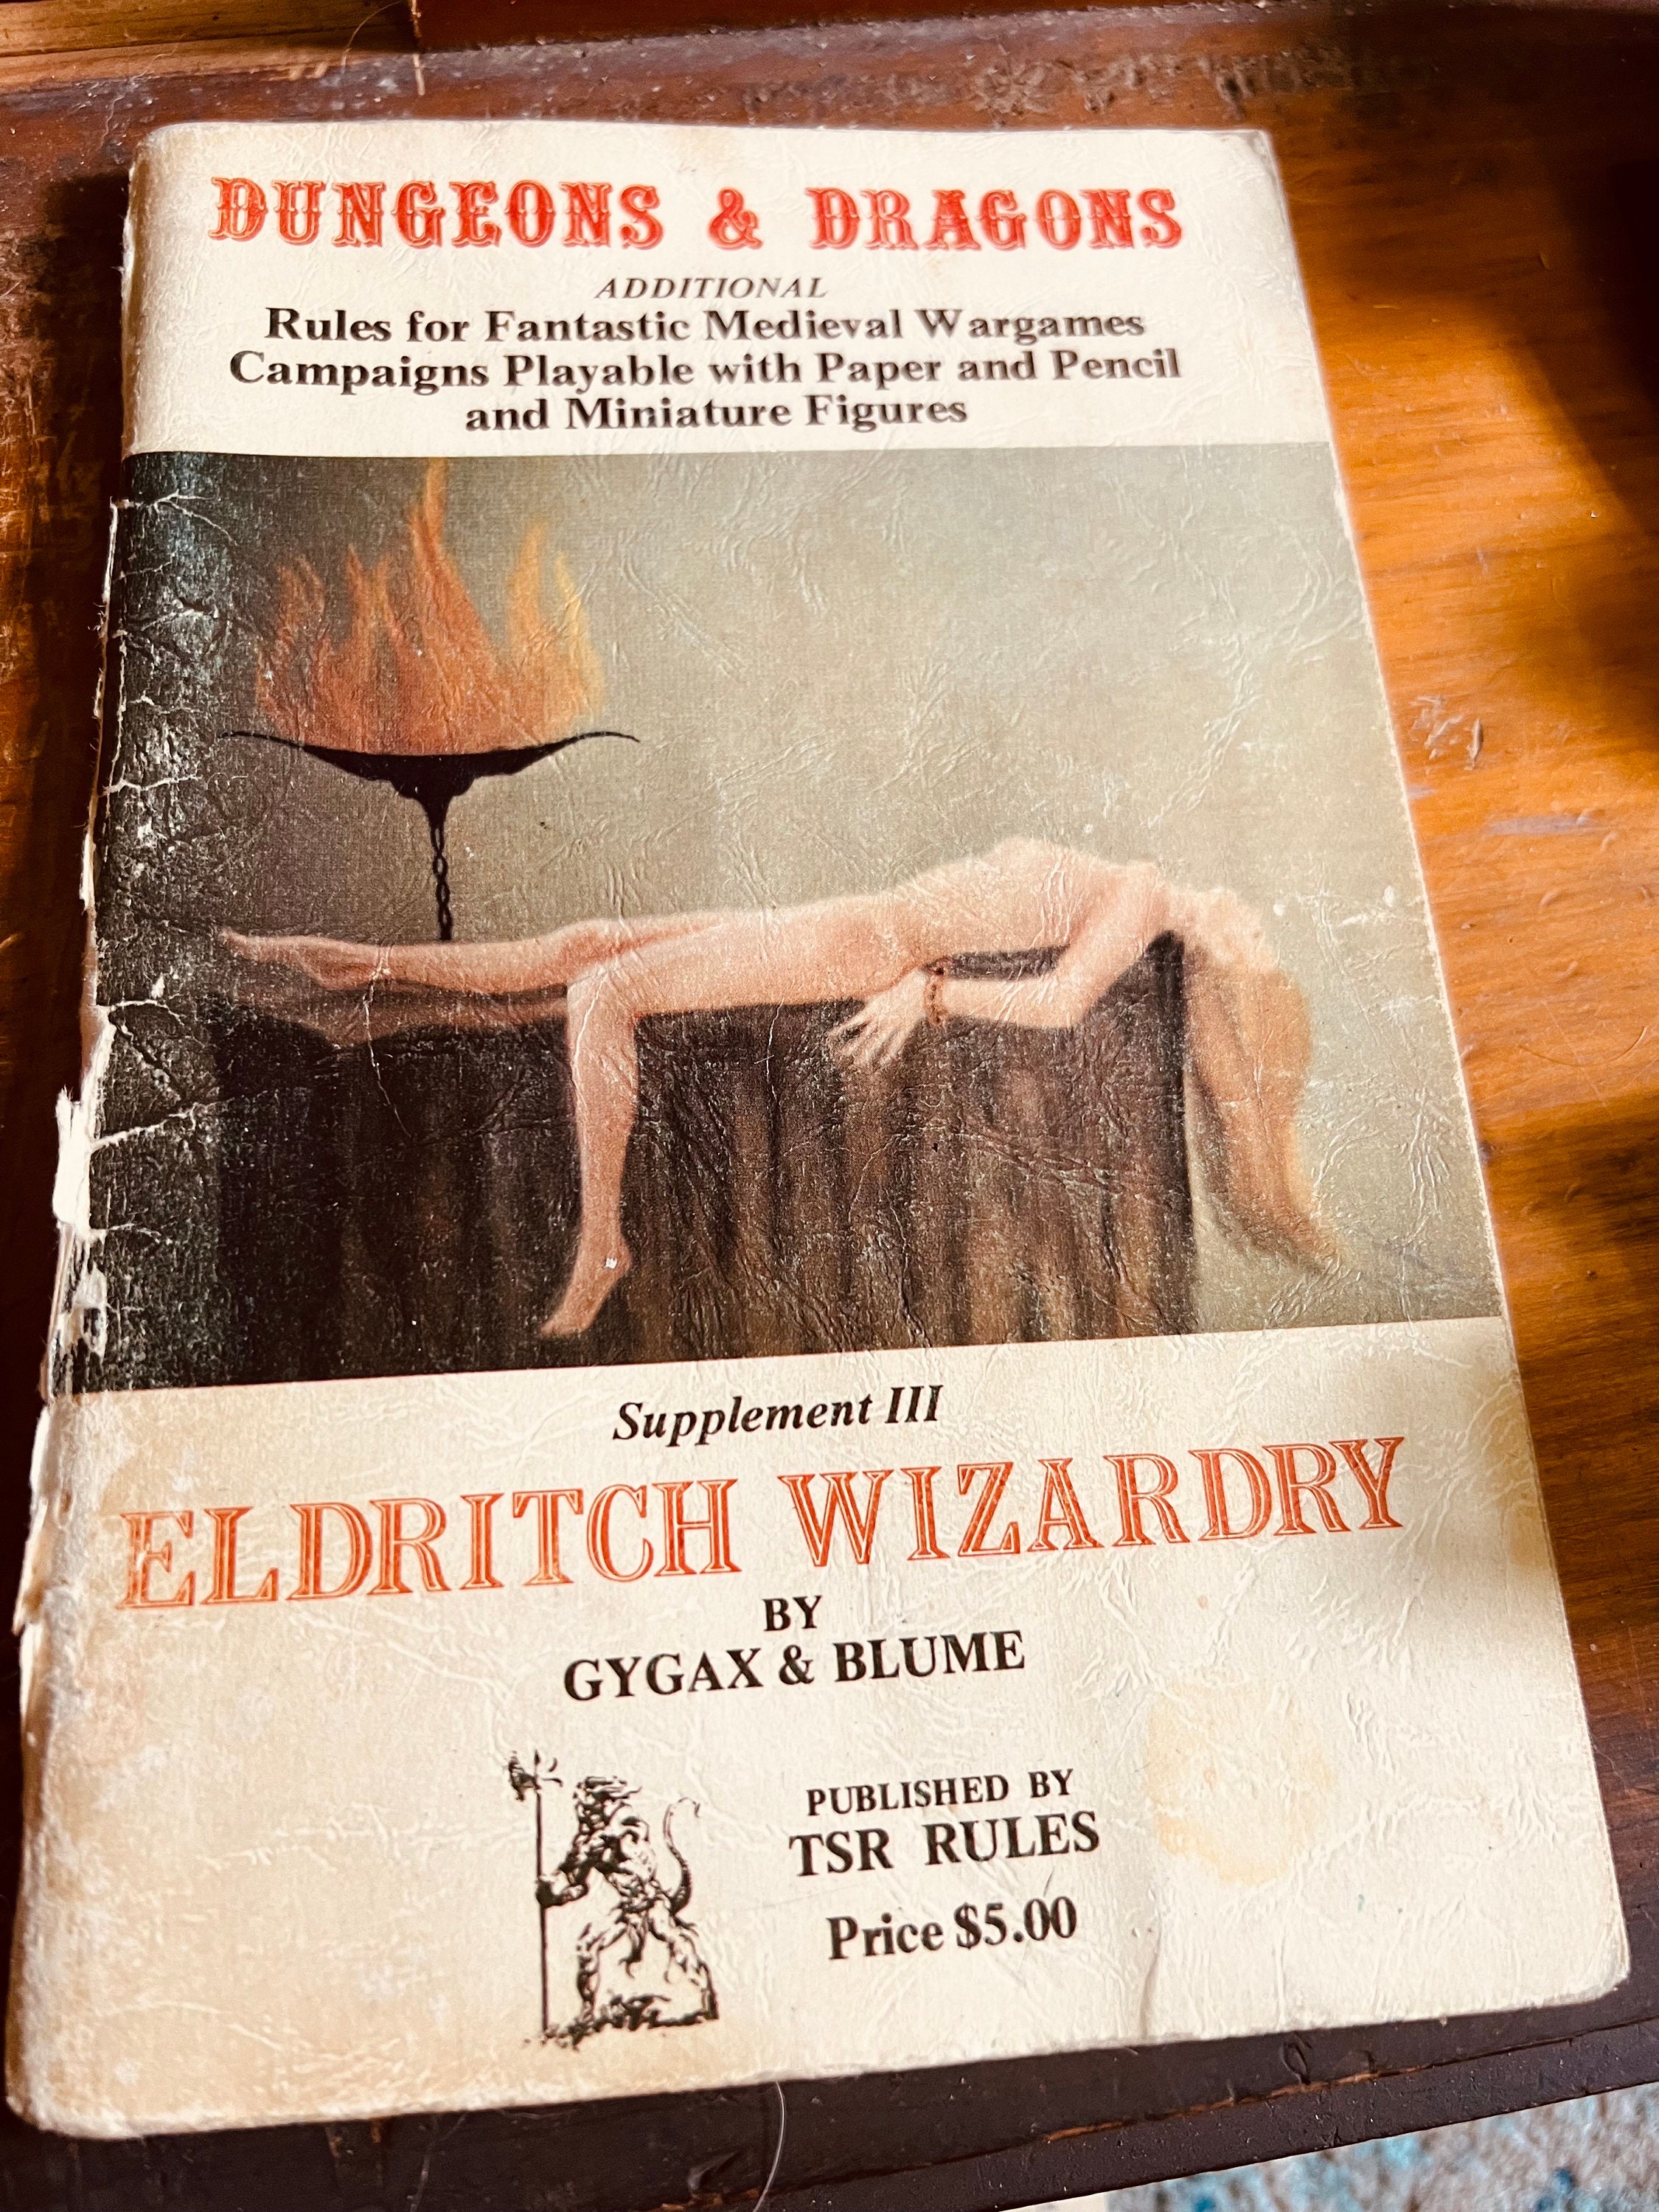 DUNGEONS & DRAGONS
ADDITIONAL
Rules for Fantastic Medieval Wargames
Campaigns Playable with Paper and Pencil
and Miniature Figures
Supplement III
ELDRITCH WIZARDRY
BY
GYGAX & BLUME
PUBLISHED BY
TSR RULES
Price $5.00